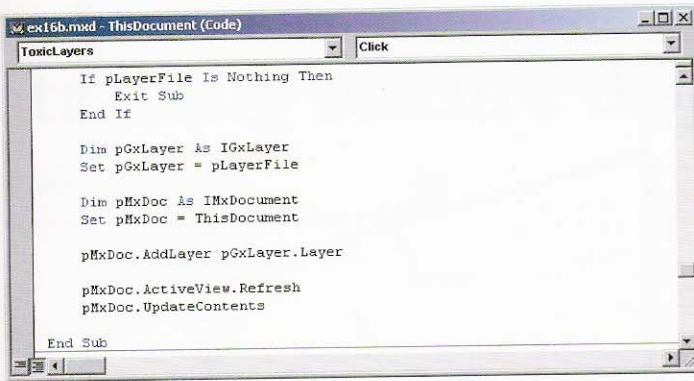 ex16b.mxd - ThisDocument (Code)
ToxicLayers
Click
If pLayerFile Is Nothing Then
Exit Sub
End If
Dim pGxLayer As IGxLayer
Set pGxLayer = pLayerFile
Dim pMxDoc As IMxDocument
Set pMxDoc = ThisDocument
pMxDoc.AddLayer pGxLayer.Layer
pMxDoc.ActiveView.Refresh
pMxDoc.UpdateContents
End Sub